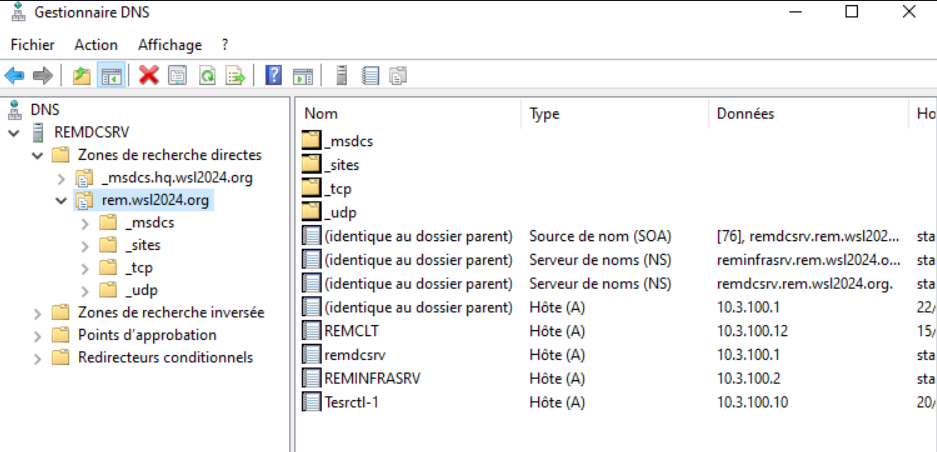 Gestionnaire DNS
Fichier Action Affichage ?
DNS
REMDCSRV
Zones de recherche directes
_msdcs.hq.wsl2024.org
rem.wsl2024.org
_msdcs
_sites
_tcp
_udp
Zones de recherche inversée
Points d'approbation
Redirecteurs conditionnels
Nom Type Données Ho
_msdcs
_sites
_tcp
_udp
(identique au dossier parent) Source de nom (SOA) [76], remdcsrv.rem.wsl202... sta
(identique au dossier parent) Serveur de noms (NS) reminfrasrv.rem.wsl2024.o... sta
(identique au dossier parent) Serveur de noms (NS) remdcsrv.rem.wsl2024.org. sta
(identique au dossier parent) Hôte (A) 10.3.100.1 22/
REMCLT Hôte (A) 10.3.100.12 15/
remdcsrv Hôte (A) 10.3.100.1 sta
REMINFRASRV Hôte (A) 10.3.100.2 sta
Tesrctl-1 Hôte (A) 10.3.100.10 20/